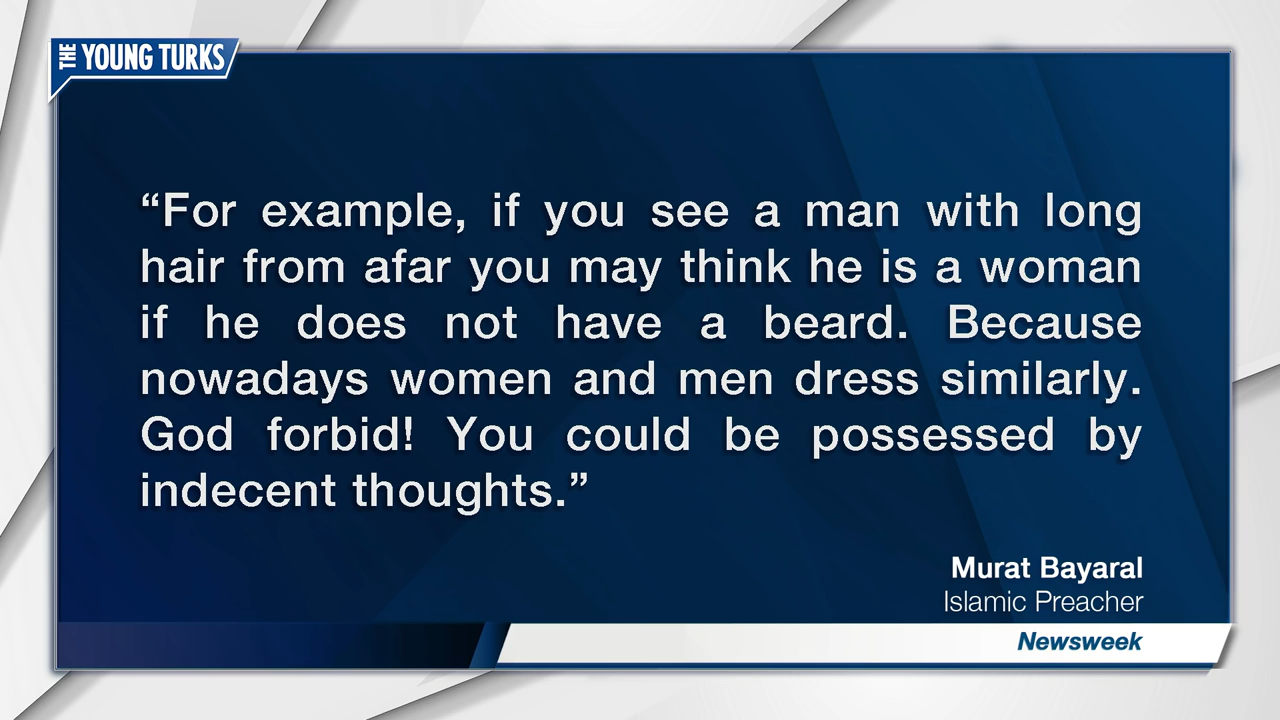 THE YOUNG TURKS
“For example, if you see a man with long
hair from afar you may think he is a woman
if he does not have a beard. Because
nowadays women and men dress similarly.
God forbid! You could be possessed by
indecent thoughts.”
Murat Bayaral
Islamic Preacher
Newsweek